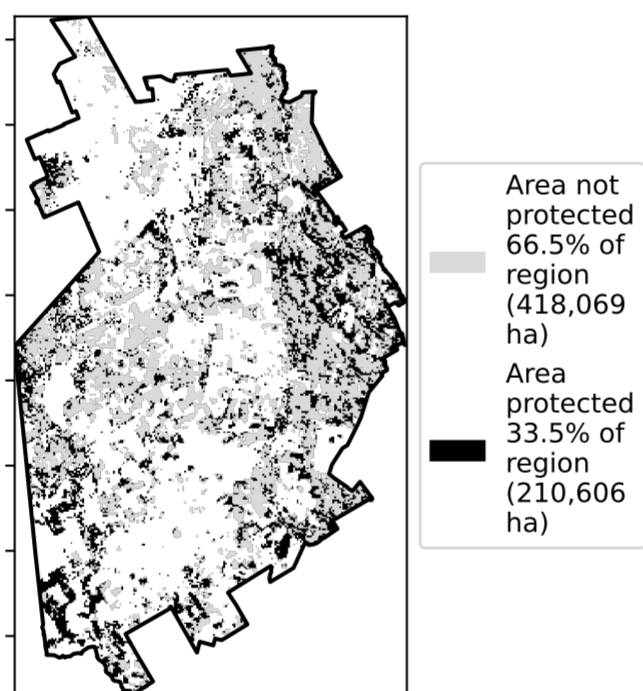 Area not
protected
66.5% of
region
(418,069
ha)
Area
protected
33.5% of
region
(210,606
ha)